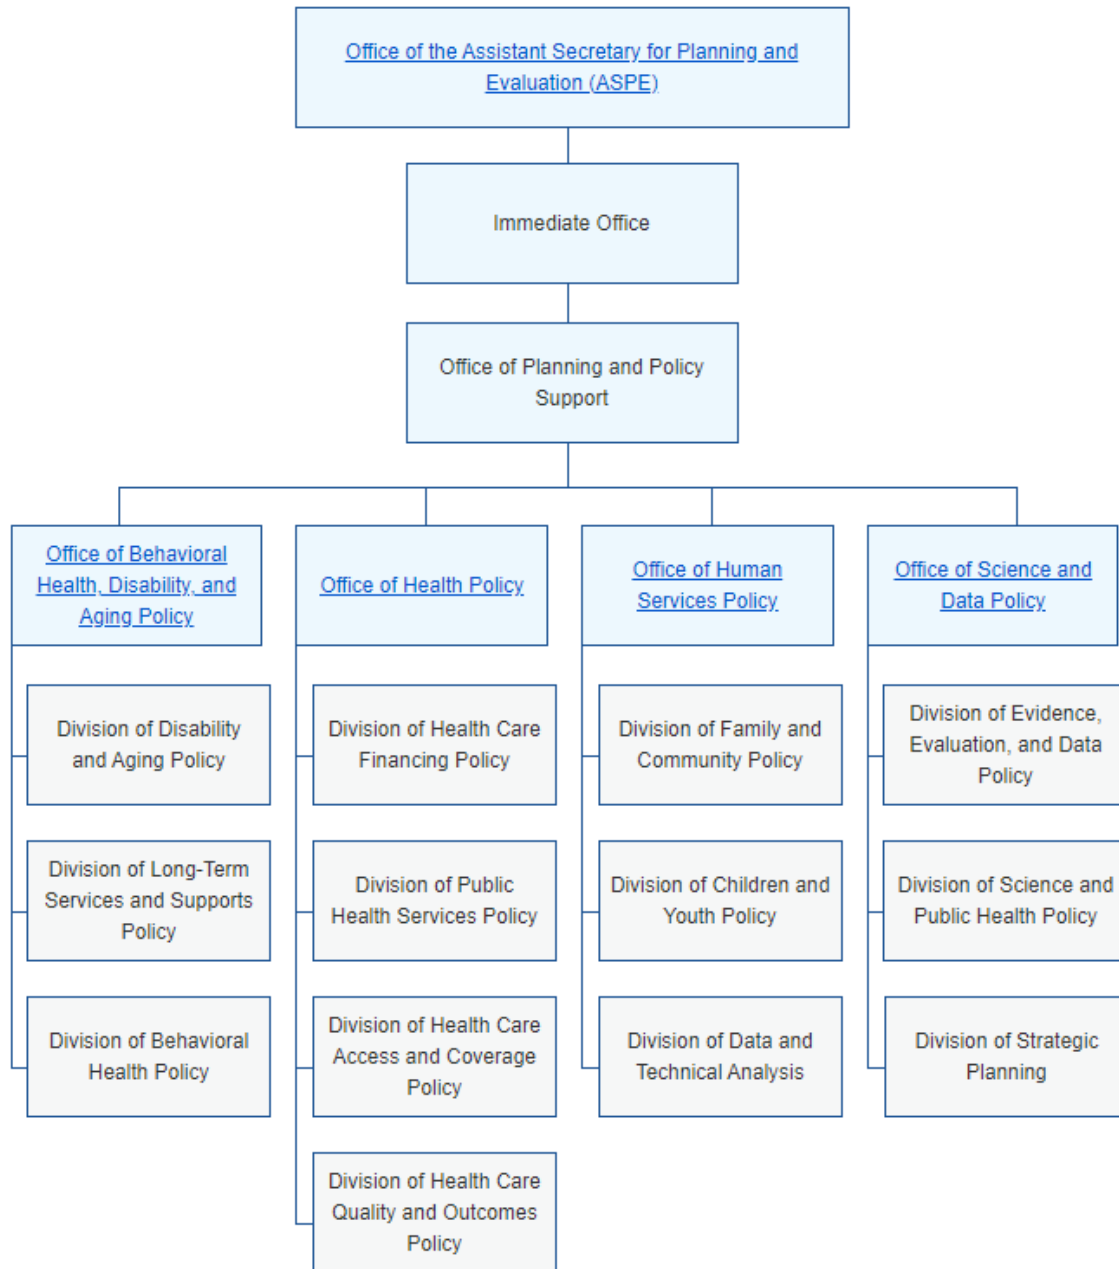 Office of the Assistant Secretary for Planning and
Evaluation (ASPE)
Immediate Office
Office of Planning and Policy
Support
Office of Behavioral
Health, Disability, and
Aging Policy
Division of Disability
and Aging Policy
Division of Long-Term
Services and Supports
Policy
Division of Behavioral
Health Policy
Office of Health Policy
Division of Health Care
Financing Policy
Division of Public
Health Services Policy
Division of Health Care
Access and Coverage
Policy
Division of Health Care
Quality and Outcomes
Policy
Office of Human
Services Policy
Division of Family and
Community Policy
Division of Children and
Youth Policy
Division of Data and
Technical Analysis
Office of Science and
Data Policy
Division of Evidence,
Evaluation, and Data
Policy
Division of Science and
Public Health Policy
Division of Strategic
Planning